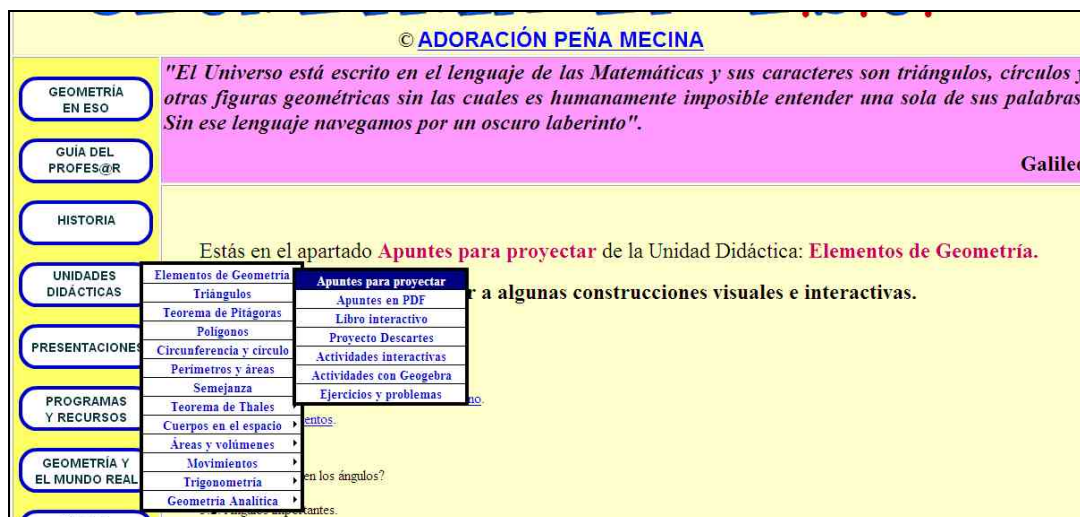 © ADORACIÓN PEÑA MECINA
"El Universo está escrito en el lenguaje de las Matemáticas y sus caracteres son triángulos, círculos y
otras figuras geométricas sin las cuales es humanamente imposible entender una sola de sus palabras.
Sin ese lenguaje navegamos por un oscuro laberinto".
Galileo
GEOMETRÍA
EN ESO
GUÍA DEL
PROFES@R
HISTORIA
UNIDADES
DIDÁCTICAS
PRESENTACIONES
PROGRAMAS
Y RECURSOS
GEOMETRÍA Y
EL MUNDO REAL
Estás en el apartado Apuntes para proyectar de la Unidad Didáctica: Elementos de Geometría.
r a algunas construcciones visuales e interactivas.
Elementos de Geometría
Triángulos
Teorema de Pitágoras
Polígonos
Circunferencia y círculo
Perímetros y áreas
Semejanza
Teorema de Thales
Cuerpos en el espacio
Áreas y volúmenes
Movimientos
Trigonometría
Geometría Analítica
Apuntes para proyectar
Apuntes en PDF
Libro interactivo
Proyecto Descartes
Actividades interactivas
Actividades con Geogebra
Ejercicios y problemas
no.
entos.
en los ángulos?